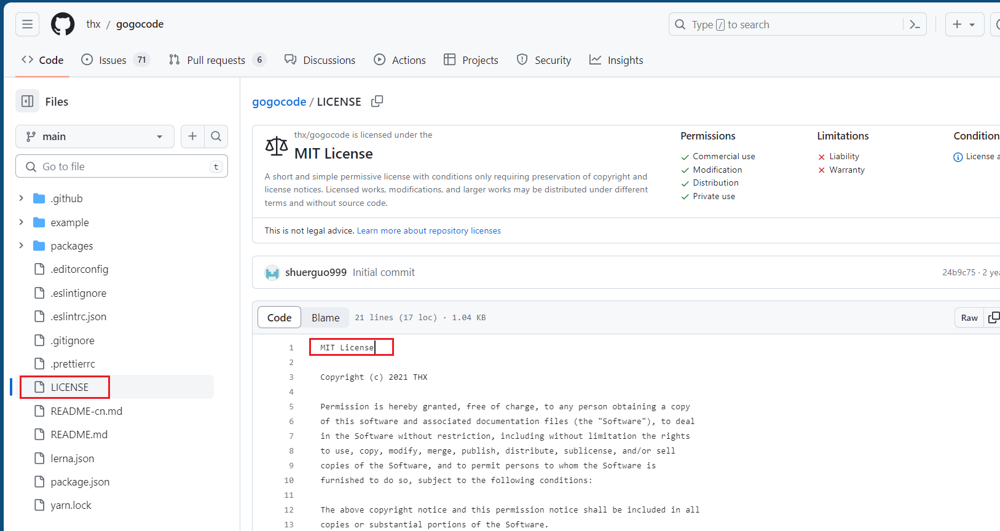 thx / gogocode
Type / to search
Code Issues 71 Pull requests 6 Discussions Actions Projects Security Insights
Files
main
Go to file t
.github
example
packages
.editorconfig
.eslintignore
.eslintrc.json
.gitignore
.prettierrc
LICENSE
README-cn.md
README.md
lerna.json
package.json
yarn.lock
gogocode / LICENSE
thx/gogocode is licensed under the
MIT License
A short and simple permissive license with conditions only requiring preservation of copyright and
license notices. Licensed works, modifications, and larger works may be distributed under different
terms and without source code.
Permissions
Commercial use
Modification
Distribution
Private use
Limitations
Liability
Warranty
Condition
License a
This is not legal advice. Learn more about repository licenses
shuerguo999 Initial commit 24b9c75 · 2 yea
Code Blame 21 lines (17 loc) · 1.04 KB Raw
1 MIT License
2
3 Copyright (c) 2021 THX
4
5 Permission is hereby granted, free of charge, to any person obtaining a copy
6 of this software and associated documentation files (the "Software"), to deal
7 in the Software without restriction, including without limitation the rights
8 to use, copy, modify, merge, publish, distribute, sublicense, and/or sell
9 copies of the Software, and to permit persons to whom the Software is
10 furnished to do so, subject to the following conditions:
11
12 The above copyright notice and this permission notice shall be included in all
13 copies or substantial portions of the Software.